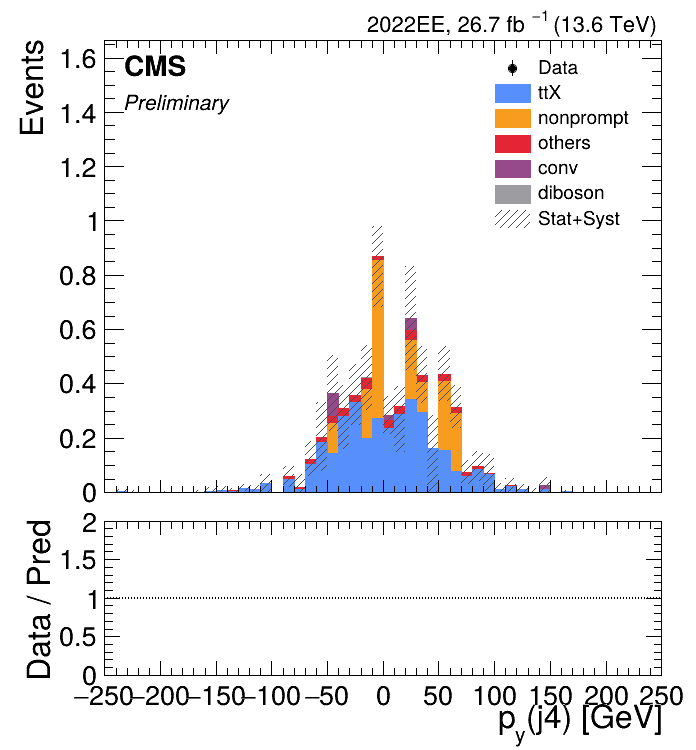 2022EE, 26.7 fb⁻¹ (13.6 TeV)
CMS
Preliminary
Events
Data
ttX
nonprompt
others
conv
diboson
Stat+Syst
1.6
1.4
1.2
1
0.8
0.6
0.4
0.2
0
Data / Pred
2
1.5
1
0.5
0
−250 −200 −150 −100 −50 0 50 100 150 200 250
p_y(j4) [GeV]